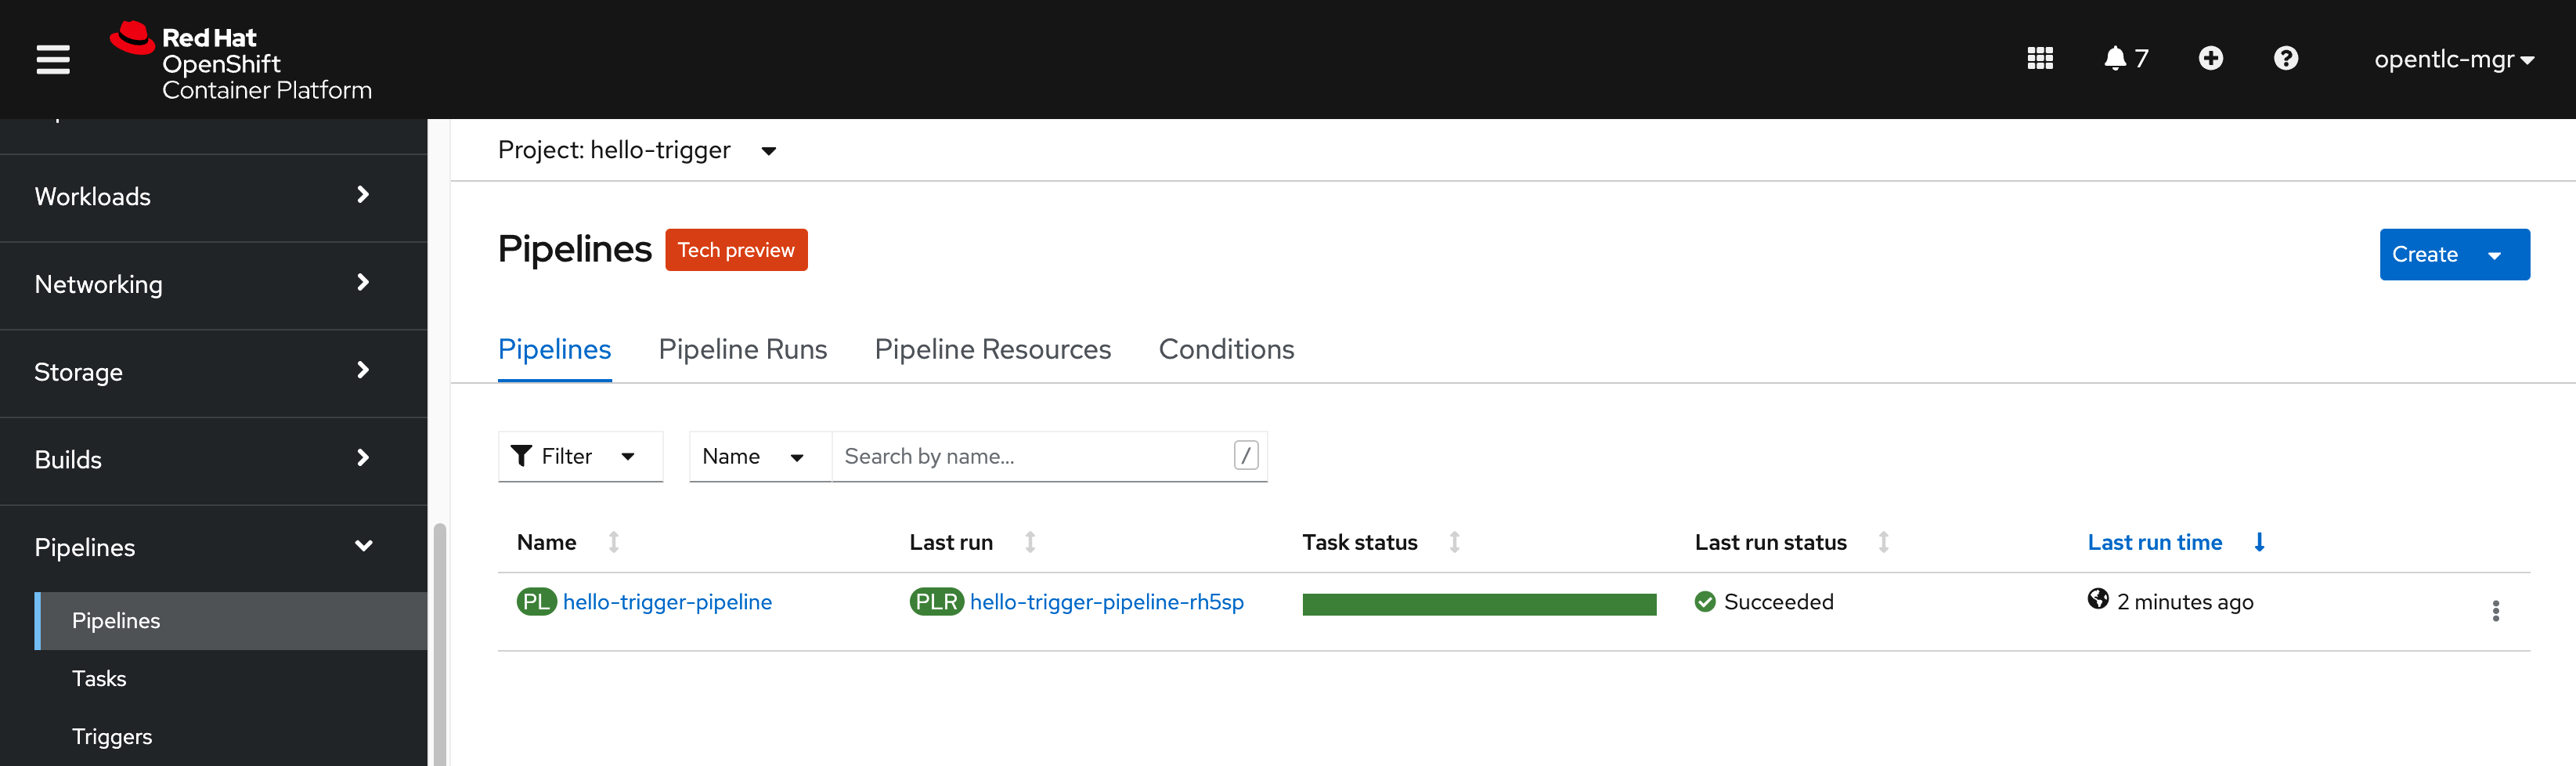 Red Hat
OpenShift
Container Platform
7
opentlc-mgr
Workloads
Networking
Storage
Builds
Pipelines
Pipelines
Tasks
Triggers
Project: hello-trigger
Pipelines Tech preview
Create
Pipelines Pipeline Runs Pipeline Resources Conditions
Filter Name Search by name... /
Name Last run Task status Last run status Last run time
PL hello-trigger-pipeline PLR hello-trigger-pipeline-rh5sp Succeeded 2 minutes ago